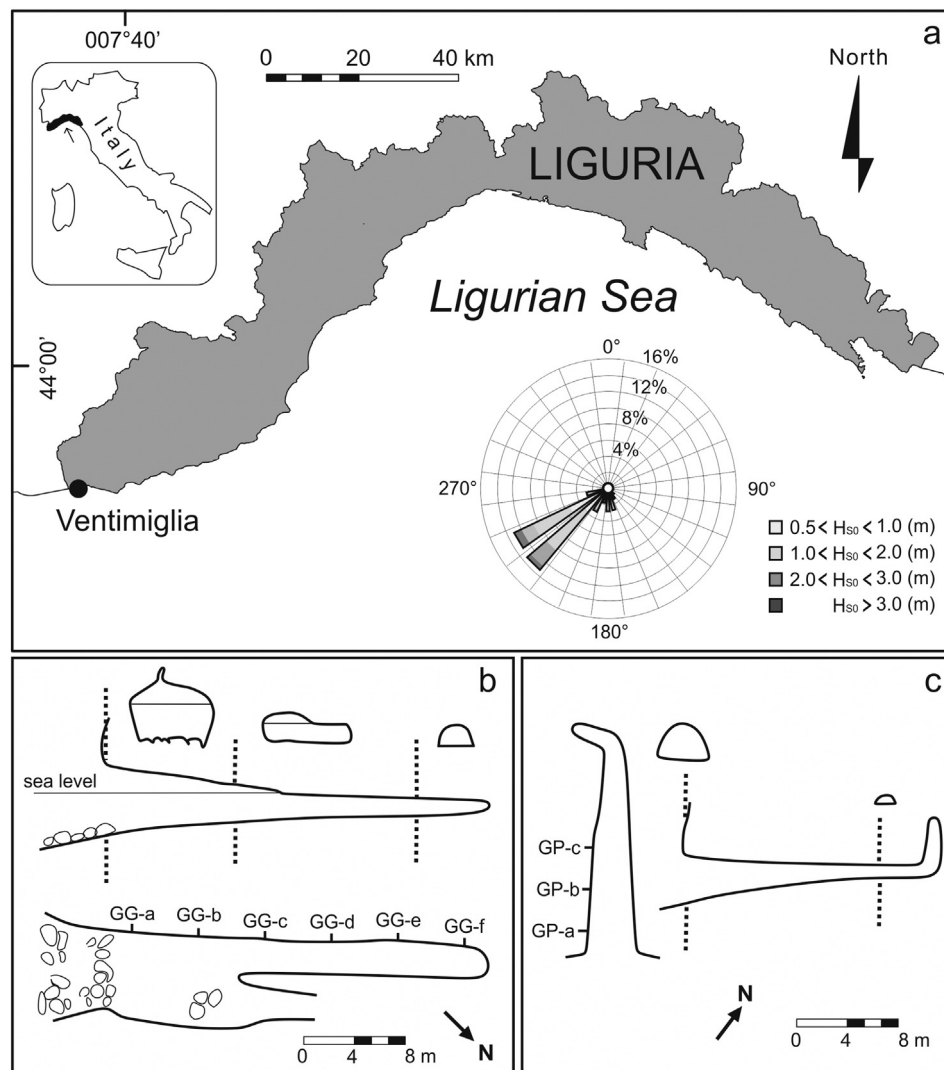 a
007°40'
0 20 40 km
North
Italy
LIGURIA
Ligurian Sea
44°00'
0°
16%
12%
8%
4%
270°
90°
180°
Ventimiglia
0.5 < HS0 < 1.0 (m)
1.0 < HS0 < 2.0 (m)
2.0 < HS0 < 3.0 (m)
HS0 > 3.0 (m)
b
sea level
GG-a GG-b GG-c GG-d GG-e GG-f
N
0 4 8 m
c
GP-c
GP-b
GP-a
N
0 4 8 m